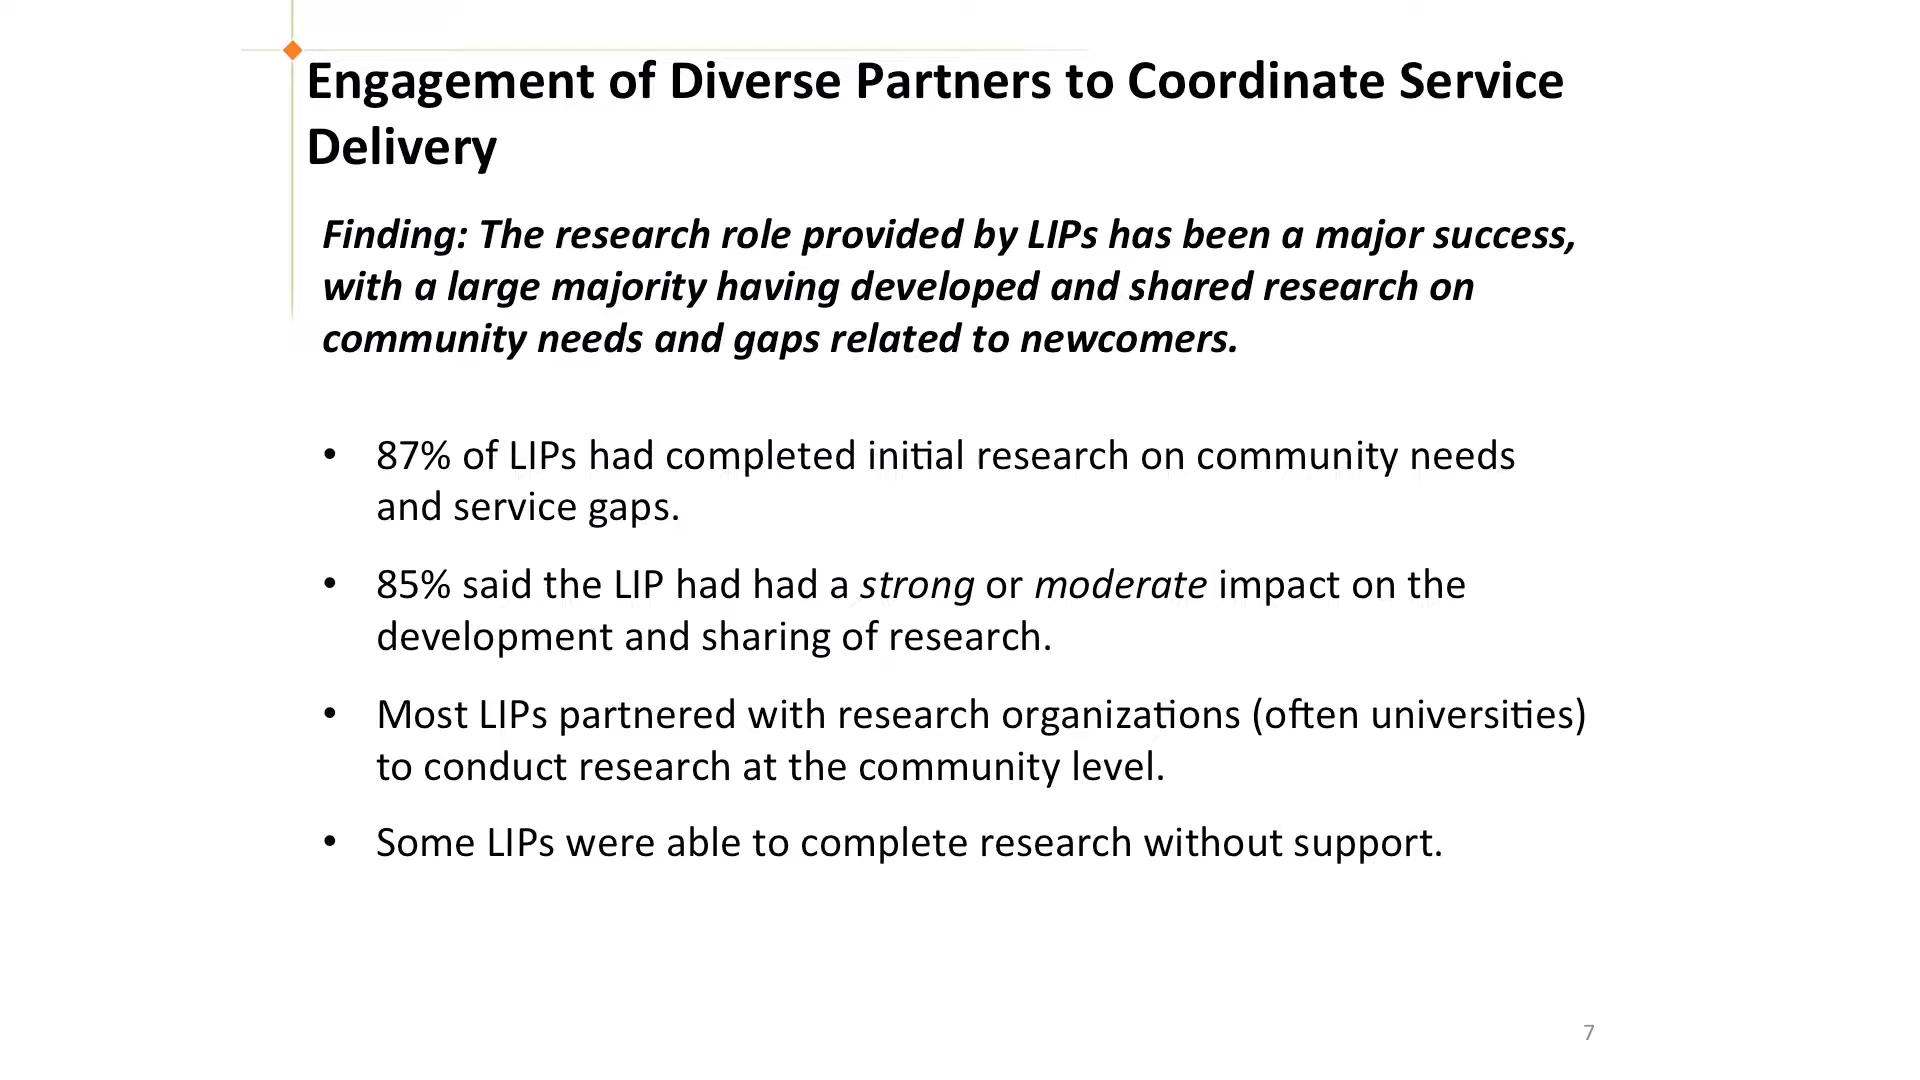 Engagement of Diverse Partners to Coordinate Service
Delivery
Finding: The research role provided by LIPs has been a major success,
with a large majority having developed and shared research on
community needs and gaps related to newcomers.
• 87% of LIPs had completed initial research on community needs
and service gaps.
• 85% said the LIP had had a strong or moderate impact on the
development and sharing of research.
• Most LIPs partnered with research organizations (often universities)
to conduct research at the community level.
• Some LIPs were able to complete research without support.
7